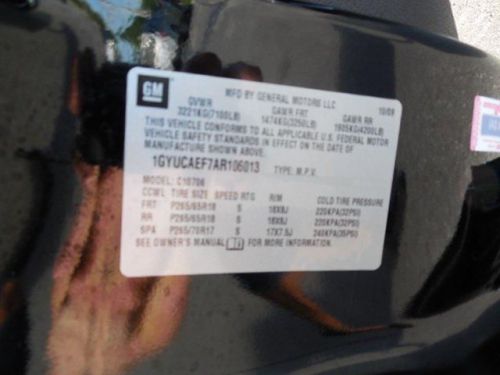 GM
MFD BY GENERAL MOTORS LLC 10/09
GVWR GAWR FRT GAWR RR
3221KG(7100LB) 1474KG(3250LB) 1905KG(4200LB)
THIS VEHICLE CONFORMS TO ALL APPLICABLE U.S. FEDERAL MOTOR
VEHICLE SAFETY STANDARDS IN EFFECT ON THE DATE OF
MANUFACTURE SHOWN ABOVE.
1GYUCAEF7AR106013 TYPE: M.P.V.
MODEL: C10706
CCWL TIRE SIZE SPEED RTG R/M COLD TIRE PRESSURE
FRT P265/65R18 S 18X8J 220KPA(32PSI)
RR P265/65R18 S 18X8J 220KPA(32PSI)
SPA P265/70R17 S 17X7.5J 240KPA(35PSI)
SEE OWNER'S MANUAL FOR MORE INFORMATION.